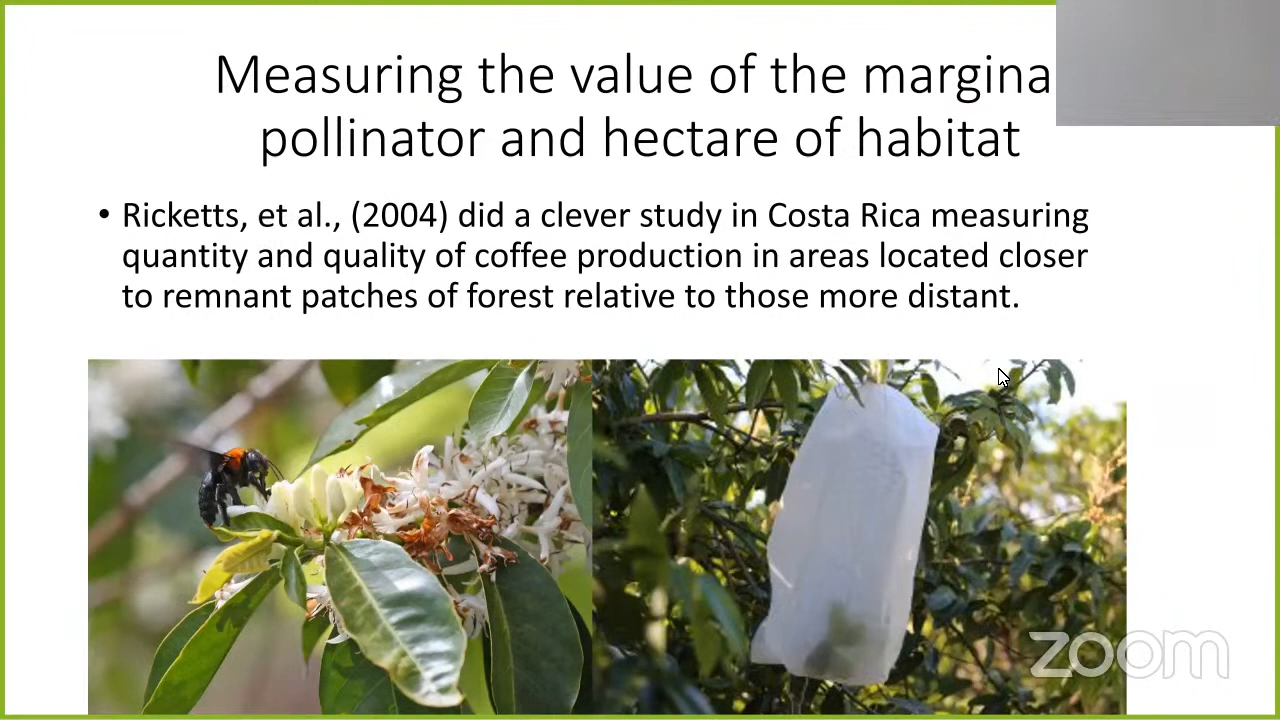 Measuring the value of the margina
pollinator and hectare of habitat
• Ricketts, et al., (2004) did a clever study in Costa Rica measuring
quantity and quality of coffee production in areas located closer
to remnant patches of forest relative to those more distant.
zoom